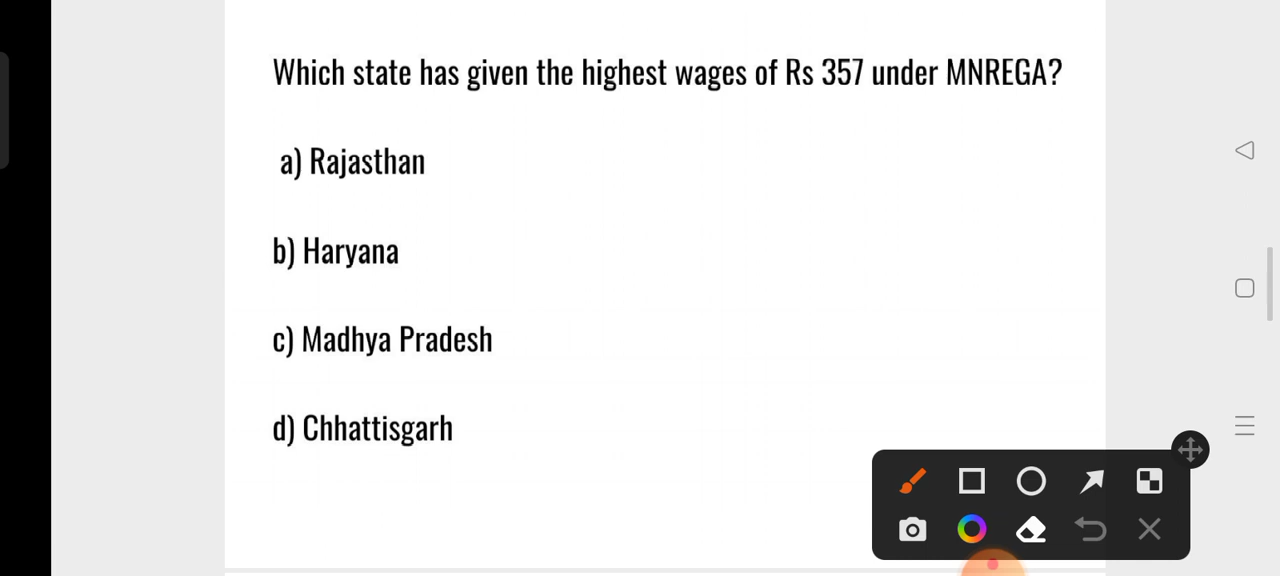 Which state has given the highest wages of Rs 357 under MNREGA?
a) Rajasthan
b) Haryana
c) Madhya Pradesh
d) Chhattisgarh